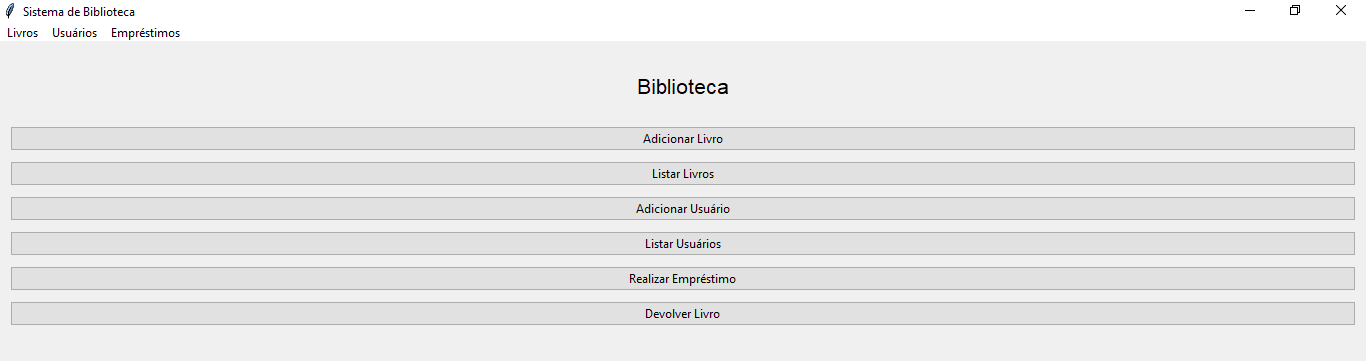 Sistema de Biblioteca
Livros Usuários Empréstimos
Biblioteca
Adicionar Livro
Listar Livros
Adicionar Usuário
Listar Usuários
Realizar Empréstimo
Devolver Livro